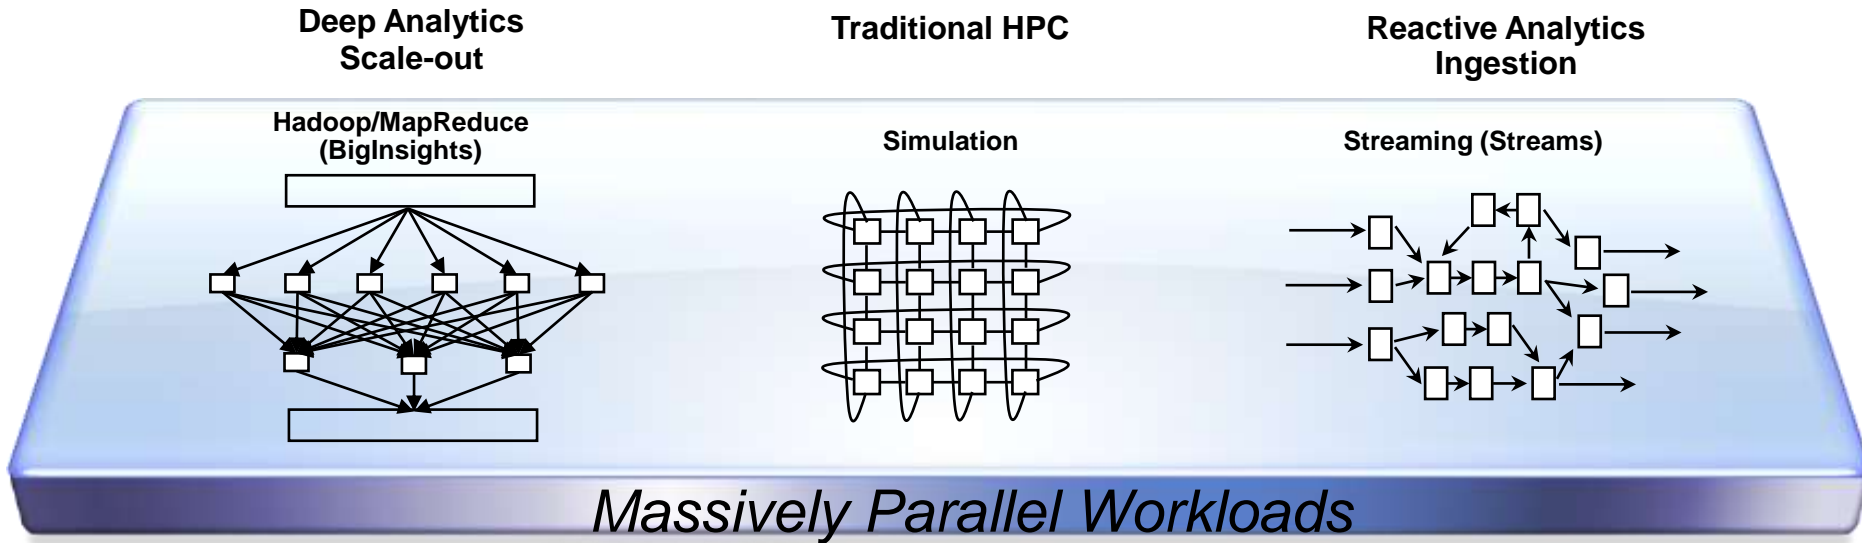 Deep Analytics
Scale-out
Traditional HPC
Reactive Analytics
Ingestion
Hadoop/MapReduce
(BigInsights)
Simulation
Streaming (Streams)
Massively Parallel Workloads